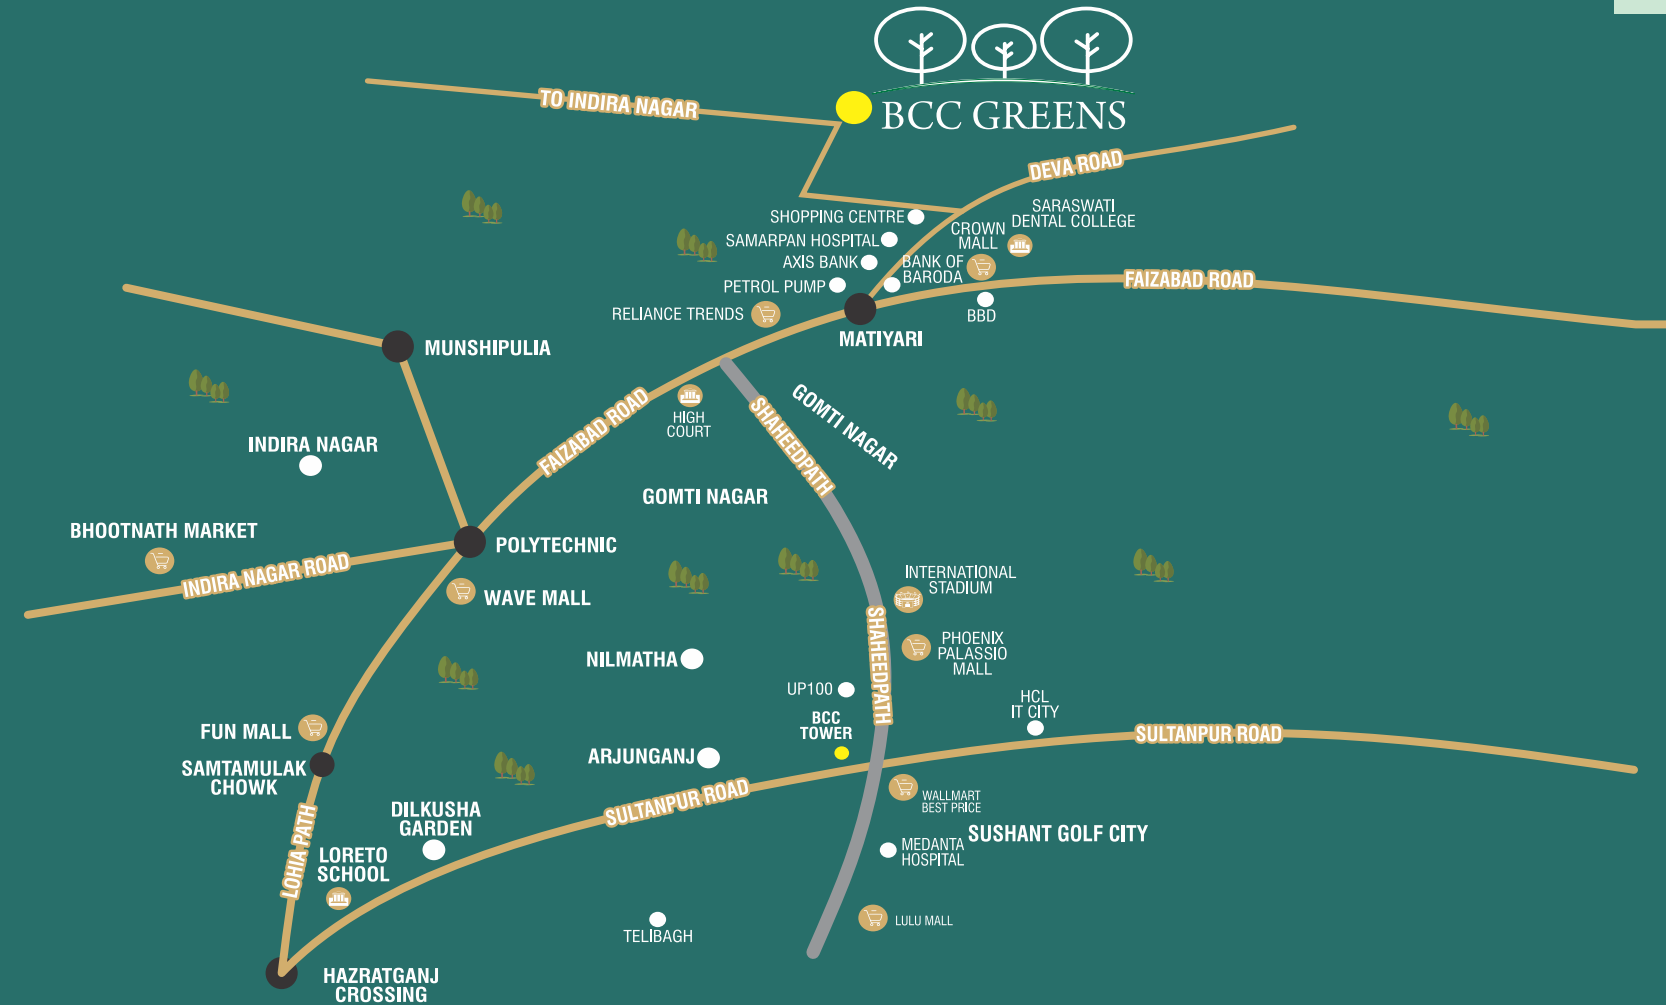 TO INDIRA NAGAR
BCC GREENS
DEVA ROAD
SARASWATI
DENTAL COLLEGE
SHOPPING CENTRE
CROWN
MALL
SAMARPAN HOSPITAL
AXIS BANK
BANK OF
BARODA
PETROL PUMP
FAIZABAD ROAD
RELIANCE TRENDS
BBD
MATIYARI
MUNSHIPULIA
FAIZABAD ROAD
HIGH
COURT
SHAHEEDPATH
GOMTI NAGAR
INDIRA NAGAR
GOMTI NAGAR
BHOOTNATH MARKET
INDIRA NAGAR ROAD
POLYTECHNIC
WAVE MALL
INTERNATIONAL
STADIUM
SHAHEEDPATH
PHOENIX
PALASSIO
MALL
NILMATHA
UP100
HCL
IT CITY
BCC
TOWER
FUN MALL
SULTANPUR ROAD
ARJUNGANJ
SAMTAMULAK
CHOWK
SULTANPUR ROAD
WALLMART
BEST PRICE
DILKUSHA
GARDEN
SUSHANT GOLF CITY
LOHIA PATH
LORETO
SCHOOL
MEDANTA
HOSPITAL
LULU MALL
TELIBAGH
HAZRATGANJ
CROSSING